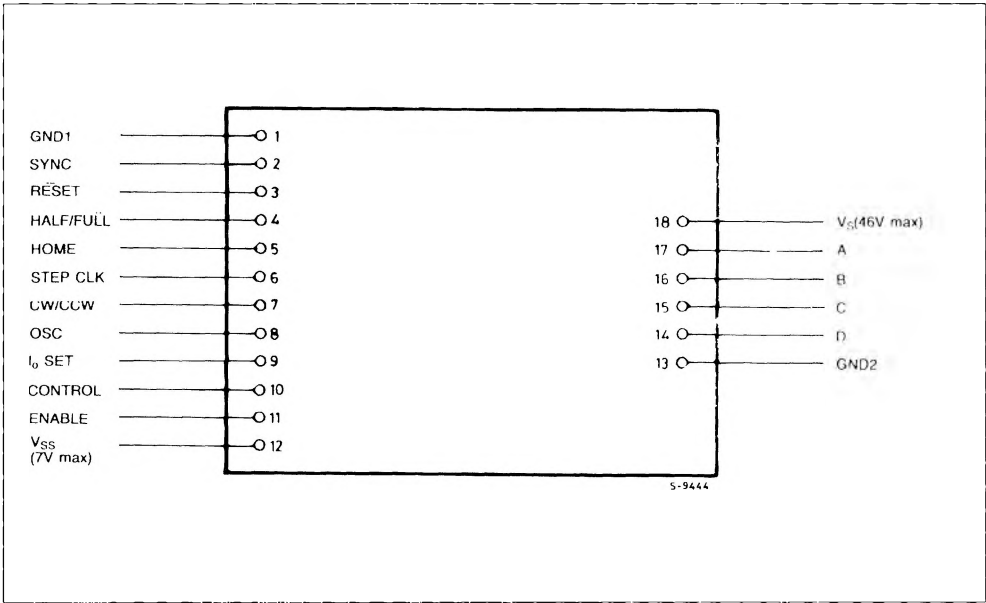 GND1 1
SYNC 2
RESET 3
HALF/FULL 4
HOME 5
STEP CLK 6
CW/CCW 7
OSC 8
I₀ SET 9
CONTROL 10
ENABLE 11
VSS 12
(7V max)
18 VS(46V max)
17 A
16 B
15 C
14 D
13 GND2
S-9444